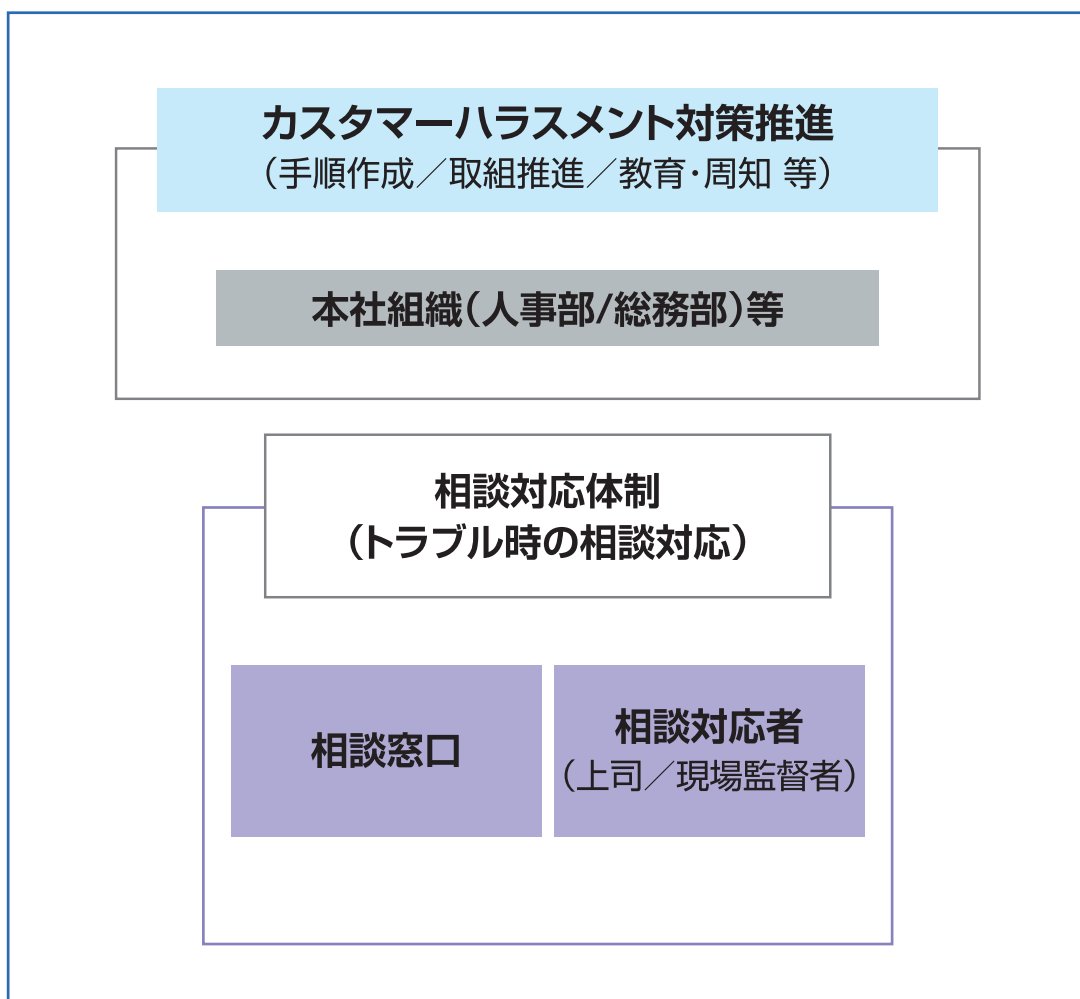 カスタマーハラスメント対策推進
（手順作成／取組推進／教育・周知 等）
本社組織（人事部/総務部）等
相談対応体制
（トラブル時の相談対応）
相談窓口
相談対応者
（上司／現場監督者）